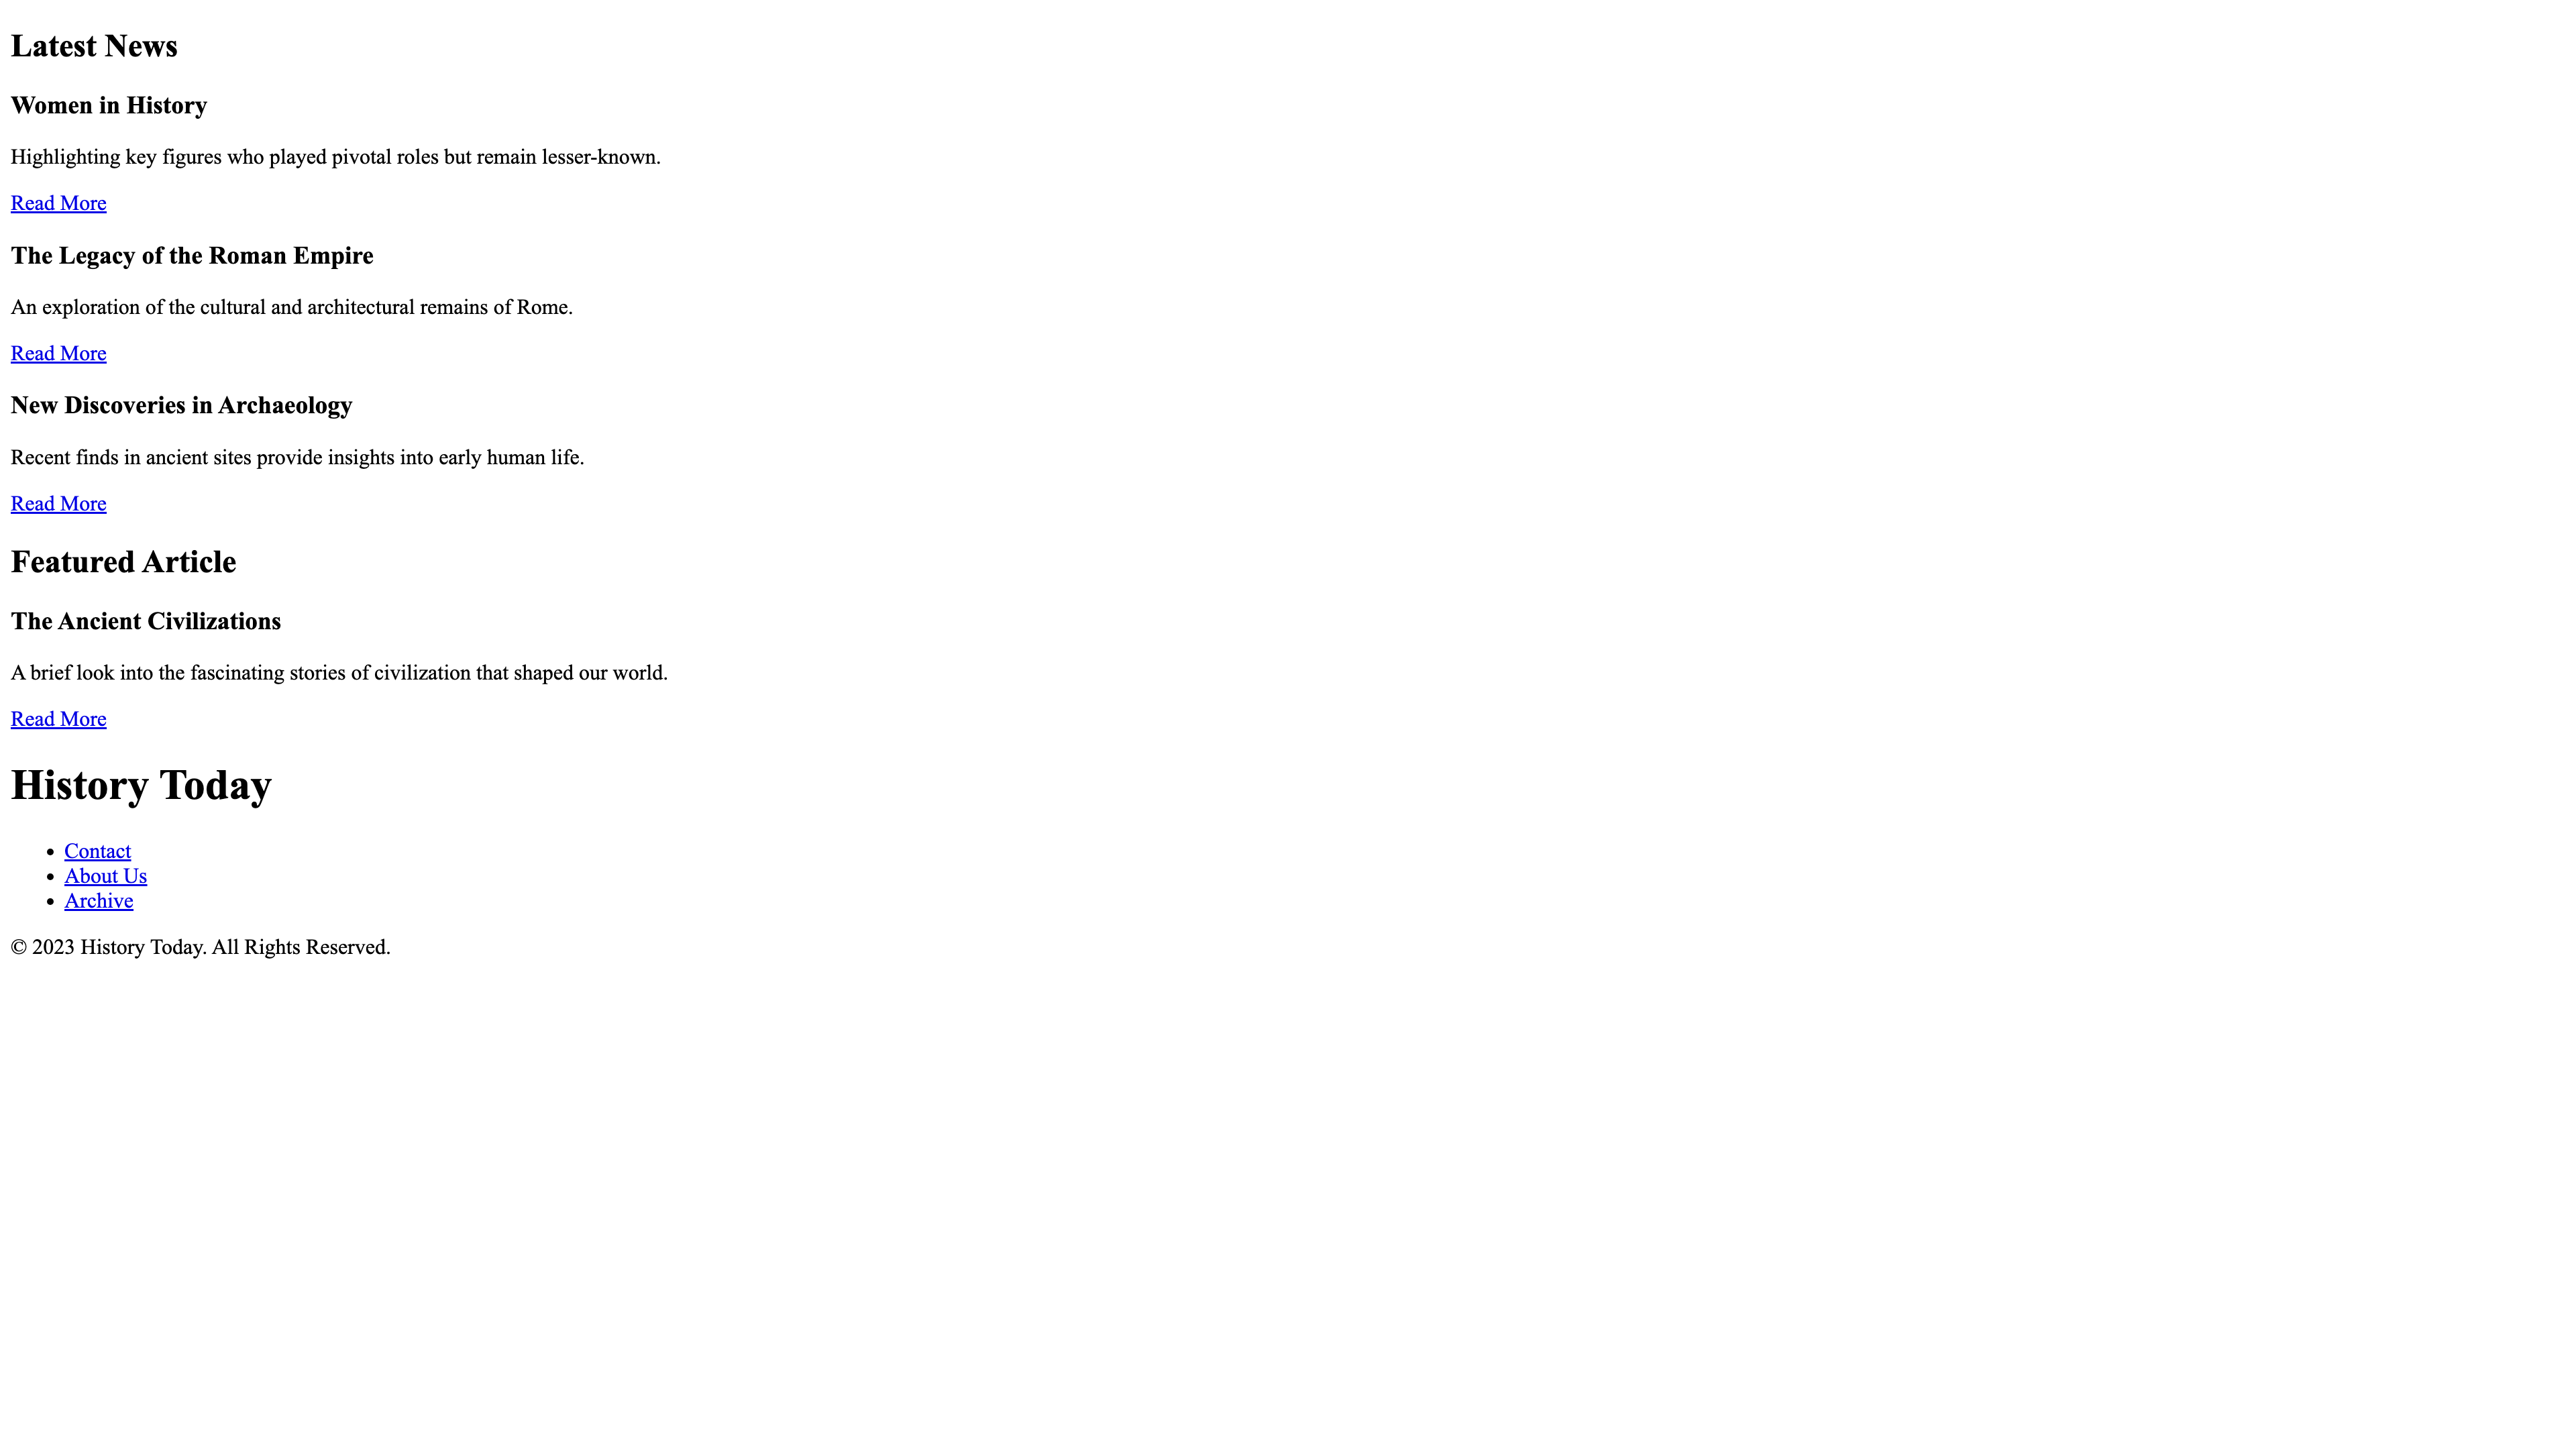 Latest News
Women in History
Highlighting key figures who played pivotal roles but remain lesser-known.
Read More
The Legacy of the Roman Empire
An exploration of the cultural and architectural remains of Rome.
Read More
New Discoveries in Archaeology
Recent finds in ancient sites provide insights into early human life.
Read More
Featured Article
The Ancient Civilizations
A brief look into the fascinating stories of civilization that shaped our world.
Read More
History Today
• Contact
• About Us
• Archive
© 2023 History Today. All Rights Reserved.